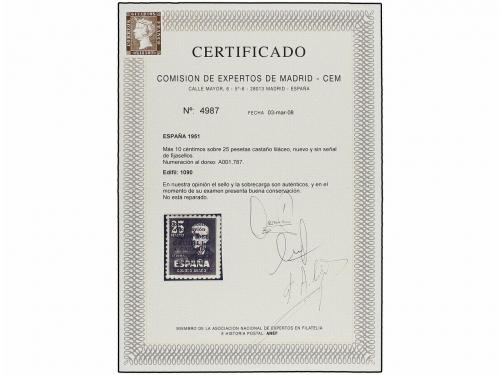 CERTIFICADO
COMISION DE EXPERTOS DE MADRID - CEM
CALLE MAYOR, 6 - 5º-6 - 28013 MADRID - ESPAÑA
Nº: 4987 FECHA 03-mar-08
ESPAÑA 1951
Más 10 céntimos sobre 25 pesetas castaño liláceo, nuevo y sin señal
de fijasellos.
Numeración al dorso: A001,787.
Edifil: 1090
En nuestra opinión el sello y la sobrecarga son auténticos, y en el
momento de su examen presenta buena conservación.
No está reparado.
25
ESPAÑA
CORREO AEREO
MIEMBRO DE LA ASOCIACION NACIONAL DE EXPERTOS EN FILATELIA
E HISTORIA POSTAL ANEF